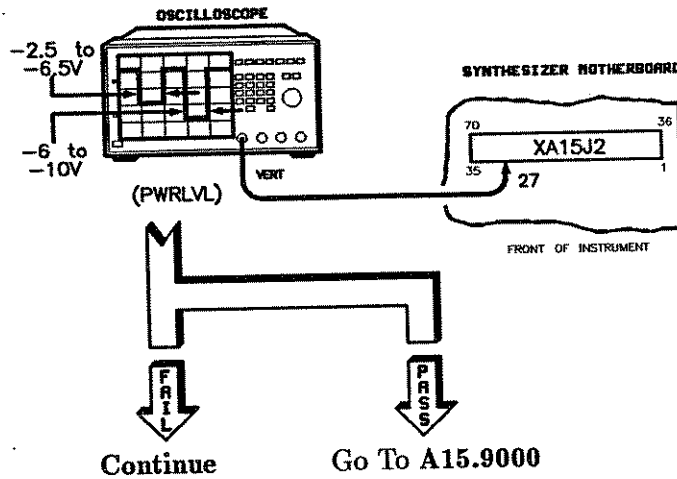 OSCILLOSCOPE
-2.5 to
-6.5V
-6 to
-10V
VERT
(PWRLVL)
SYNTHESIZER MOTHERBOARD
70
36
XA15J2
35
27
1
FRONT OF INSTRUMENT
FAIL
PASS
Continue
Go To A15.9000